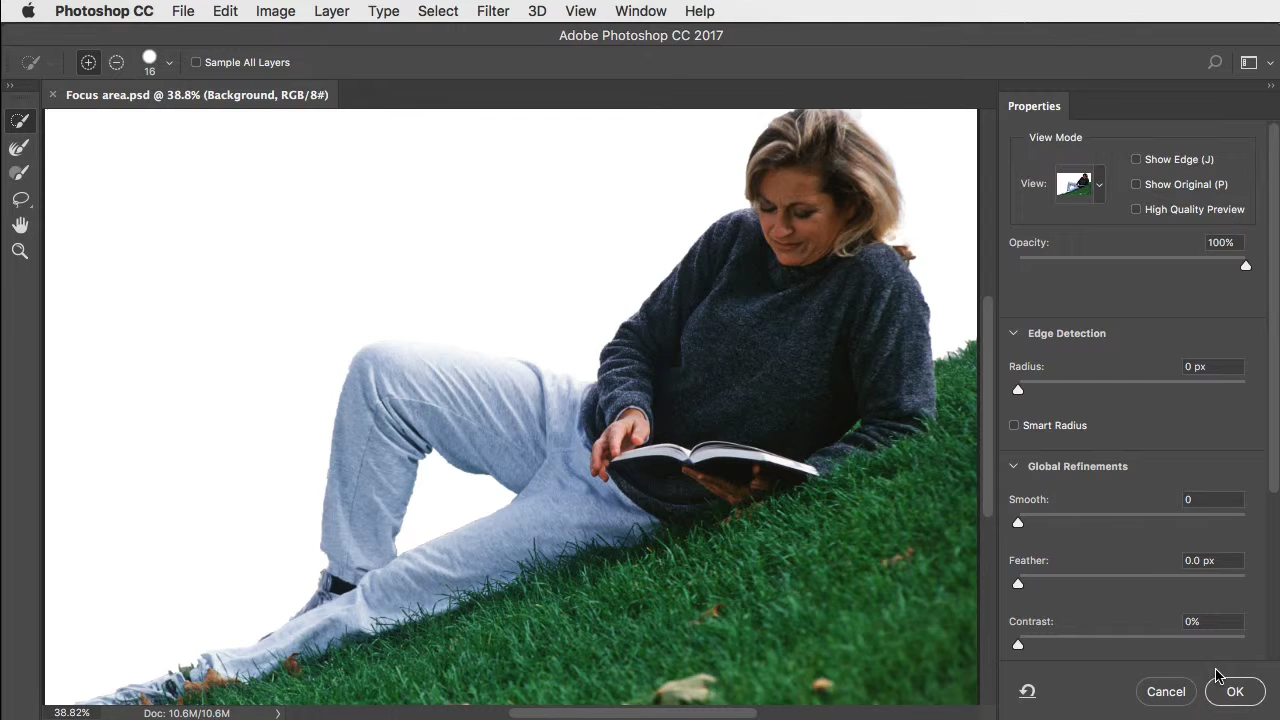 Photoshop CC File Edit Image Layer Type Select Filter 3D View Window Help
Adobe Photoshop CC 2017
16
Sample All Layers
Focus area.psd @ 38.8% (Background, RGB/8#)
Properties
View Mode
View:
Show Edge (J)
Show Original (P)
High Quality Preview
Opacity: 100%
Edge Detection
Radius: 0 px
Smart Radius
Global Refinements
Smooth: 0
Feather: 0.0 px
Contrast: 0%
Cancel OK
38.82% Doc: 10.6M/10.6M